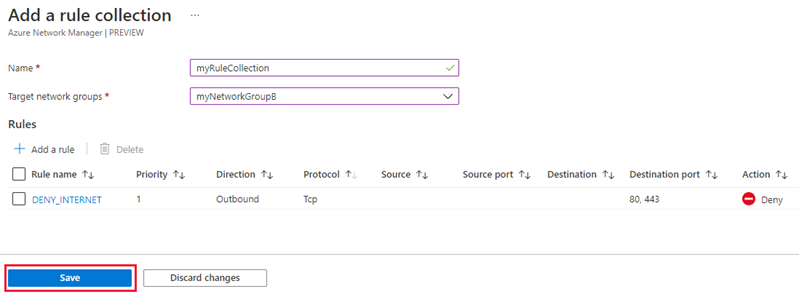 Add a rule collection ...
Azure Network Manager | PREVIEW
Name * myRuleCollection
Target network groups * myNetworkGroupB
Rules
+ Add a rule Delete
Rule name ↑↓ Priority ↑↓ Direction ↑↓ Protocol ↑↓ Source ↑↓ Source port ↑↓ Destination ↑↓ Destination port ↑↓ Action ↑↓
DENY_INTERNET 1 Outbound Tcp 80, 443 Deny
Save Discard changes